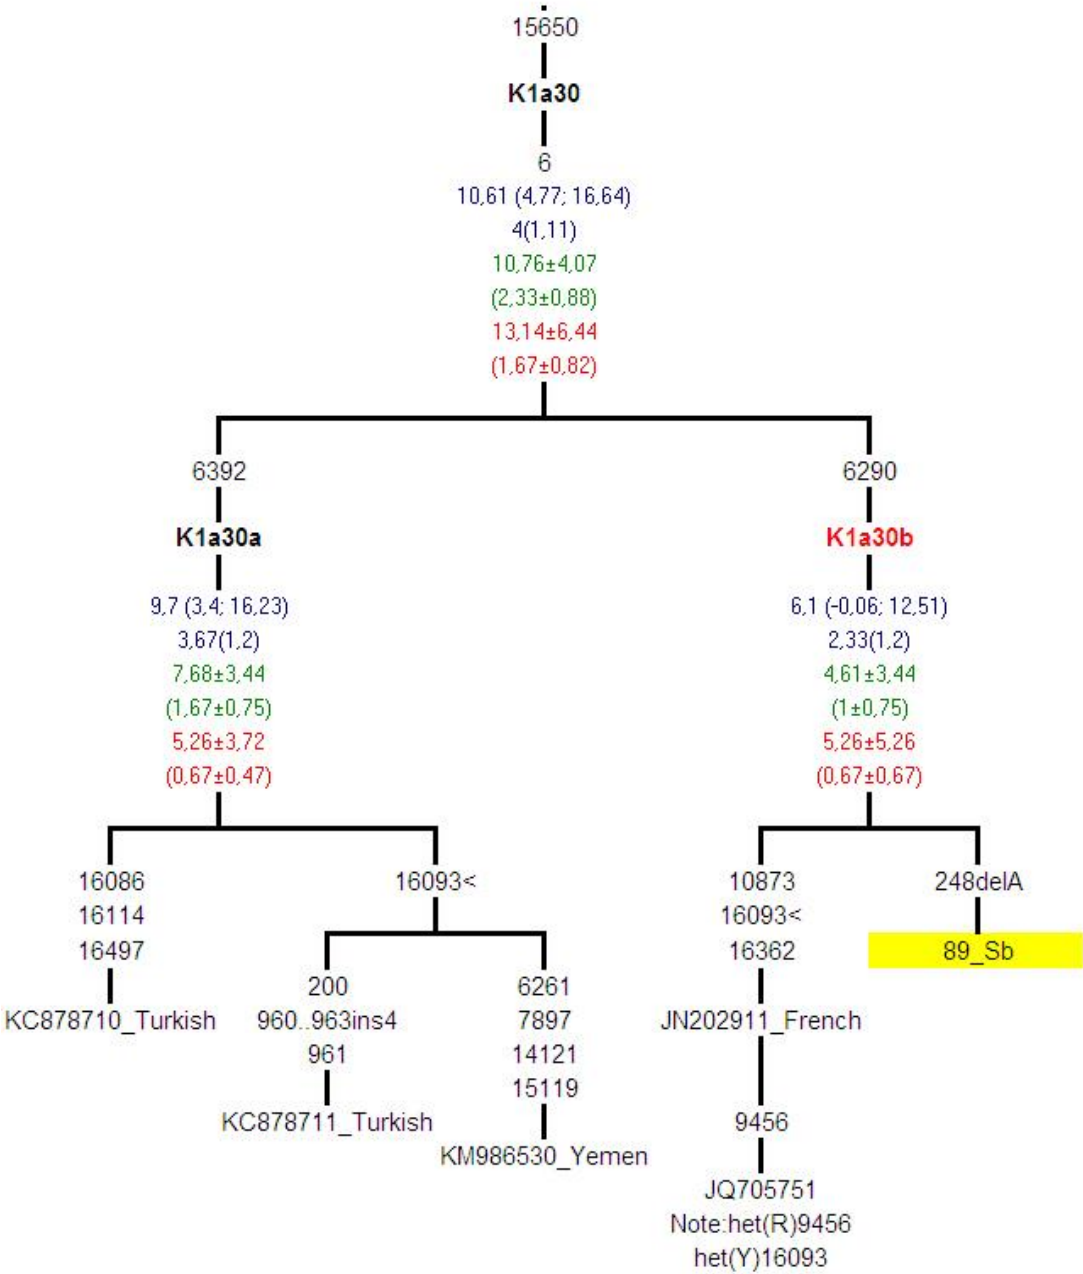 15650
K1a30
6
10,61 (4,77; 16,64)
4(1,11)
10,76±4,07
(2,33±0,88)
13,14±6,44
(1,67±0,82)
6392
K1a30a
9,7 (3,4; 16,23)
3,67(1,2)
7,68±3,44
(1,67±0,75)
5,26±3,72
(0,67±0,47)
6290
K1a30b
6,1 (-0,06; 12,51)
2,33(1,2)
4,61±3,44
(1±0,75)
5,26±5,26
(0,67±0,67)
16086
16114
16497
KC878710_Turkish
16093<
200
960..963ins4
961
KC878711_Turkish
6261
7897
14121
15119
KM986530_Yemen
10873
16093<
16362
JN202911_French
9456
JQ705751
Note:het(R)9456
het(Y)16093
248delA
89_Sb